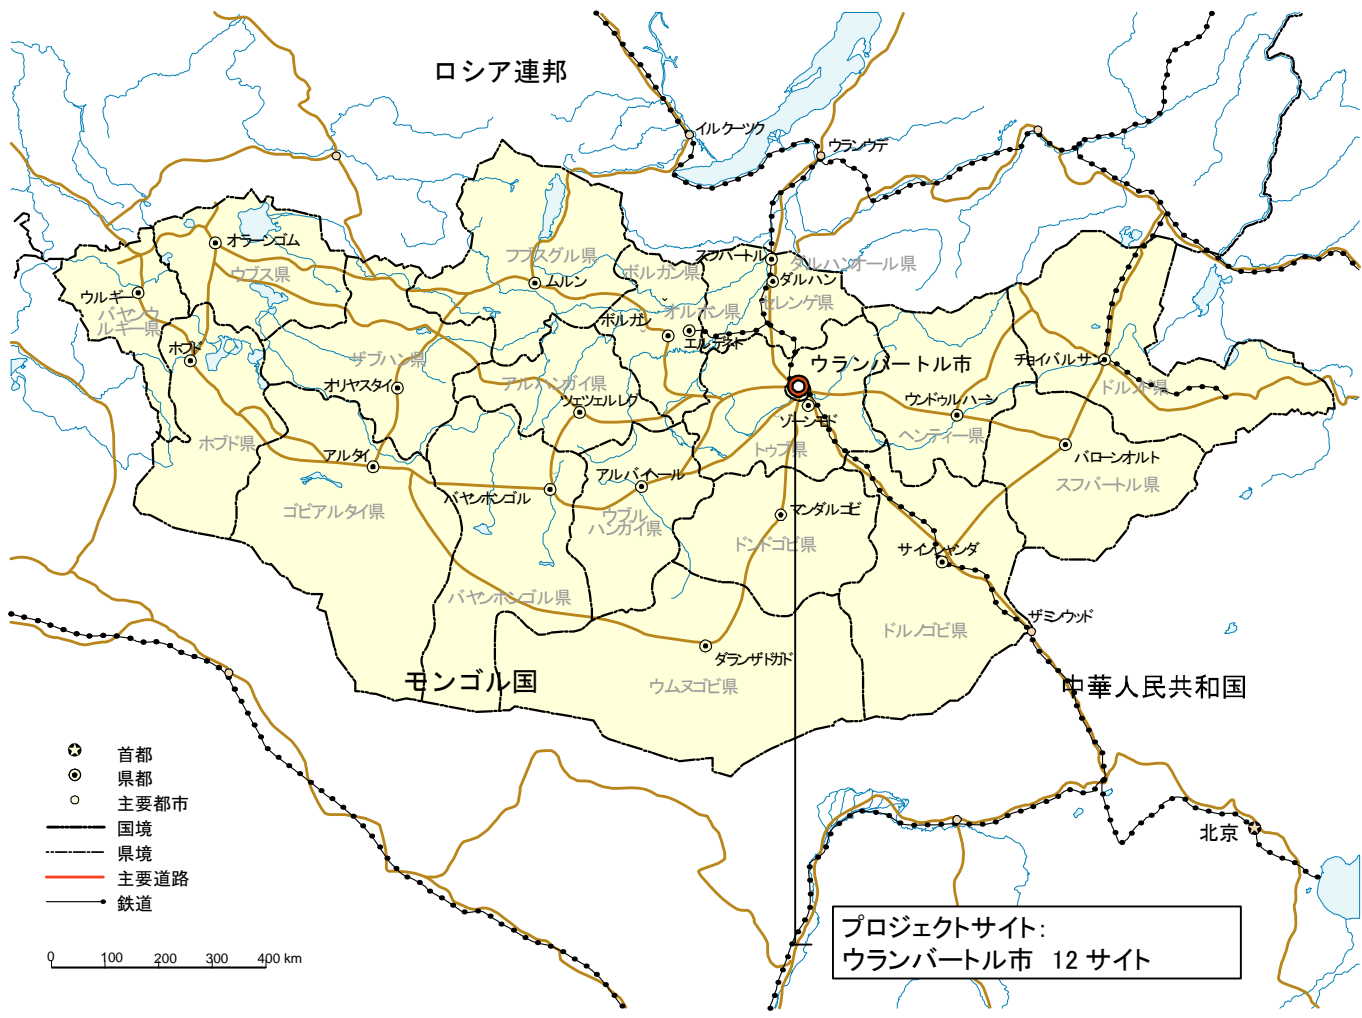 ロシア連邦
イルクーツク
ウランウデ
オラーンゴム
ウブス県
フブスグル県
ムルン
ボルガン県
スフバートル
ダルハンオール県
ダルハン
セレンゲ県
オルホン県
ボルガン
エルデネト
ウルギー
バヤンウ
ルギー県
ホブド
ザブハン県
オリヤスタイ
アルハンガイ県
ツェツェルレグ
ウランバートル市
ゾーンモド
トゥブ県
ウンドゥルハーン
ヘンティー県
チョイバルサン
ドルノド県
バローンオルト
スフバートル県
ホブド県
アルタイ
ゴビアルタイ県
バヤンホンゴル
アルバイヘール
ウブル
ハンガイ県
マンダルゴビ
ドンドゴビ県
サインシャンダ
バヤンホンゴル県
ザミンウッド
ドルノゴビ県
ダランザドガド
ウムヌゴビ県
モンゴル国
中華人民共和国
首都
県都
主要都市
国境
県境
主要道路
鉄道
北京
0 100 200 300 400 km
プロジェクトサイト：
ウランバートル市 12 サイト